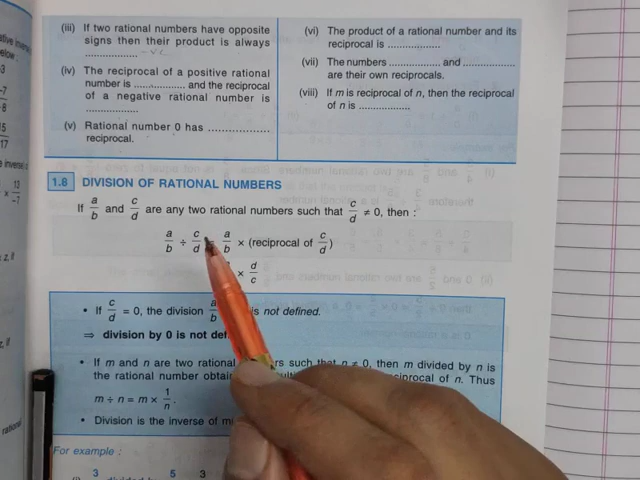 (iii) If two rational numbers have opposite
signs then their product is always
................ -ve
(iv) The reciprocal of a positive rational
number is ................ and the reciprocal
of a negative rational number is
................
(v) Rational number 0 has ................
reciprocal.
(vi) The product of a rational number and its
reciprocal is ................
(vii) The numbers ................ and ................
are their own reciprocals.
(viii) If m is reciprocal of n, then the reciprocal
of n is ................
1.8 DIVISION OF RATIONAL NUMBERS
If a/b and c/d are any two rational numbers such that c/d ≠ 0, then :
a/b ÷ c/d = a/b × (reciprocal of c/d)
× d/c
• If c/d = 0, the division a/b is not defined.
⇒ division by 0 is not def
• If m and n are two rational ers such that n ≠ 0, then m divided by n is
the rational number obtain eciprocal of n. Thus
m ÷ n = m × 1/n.
• Division is the inverse of m
For example :